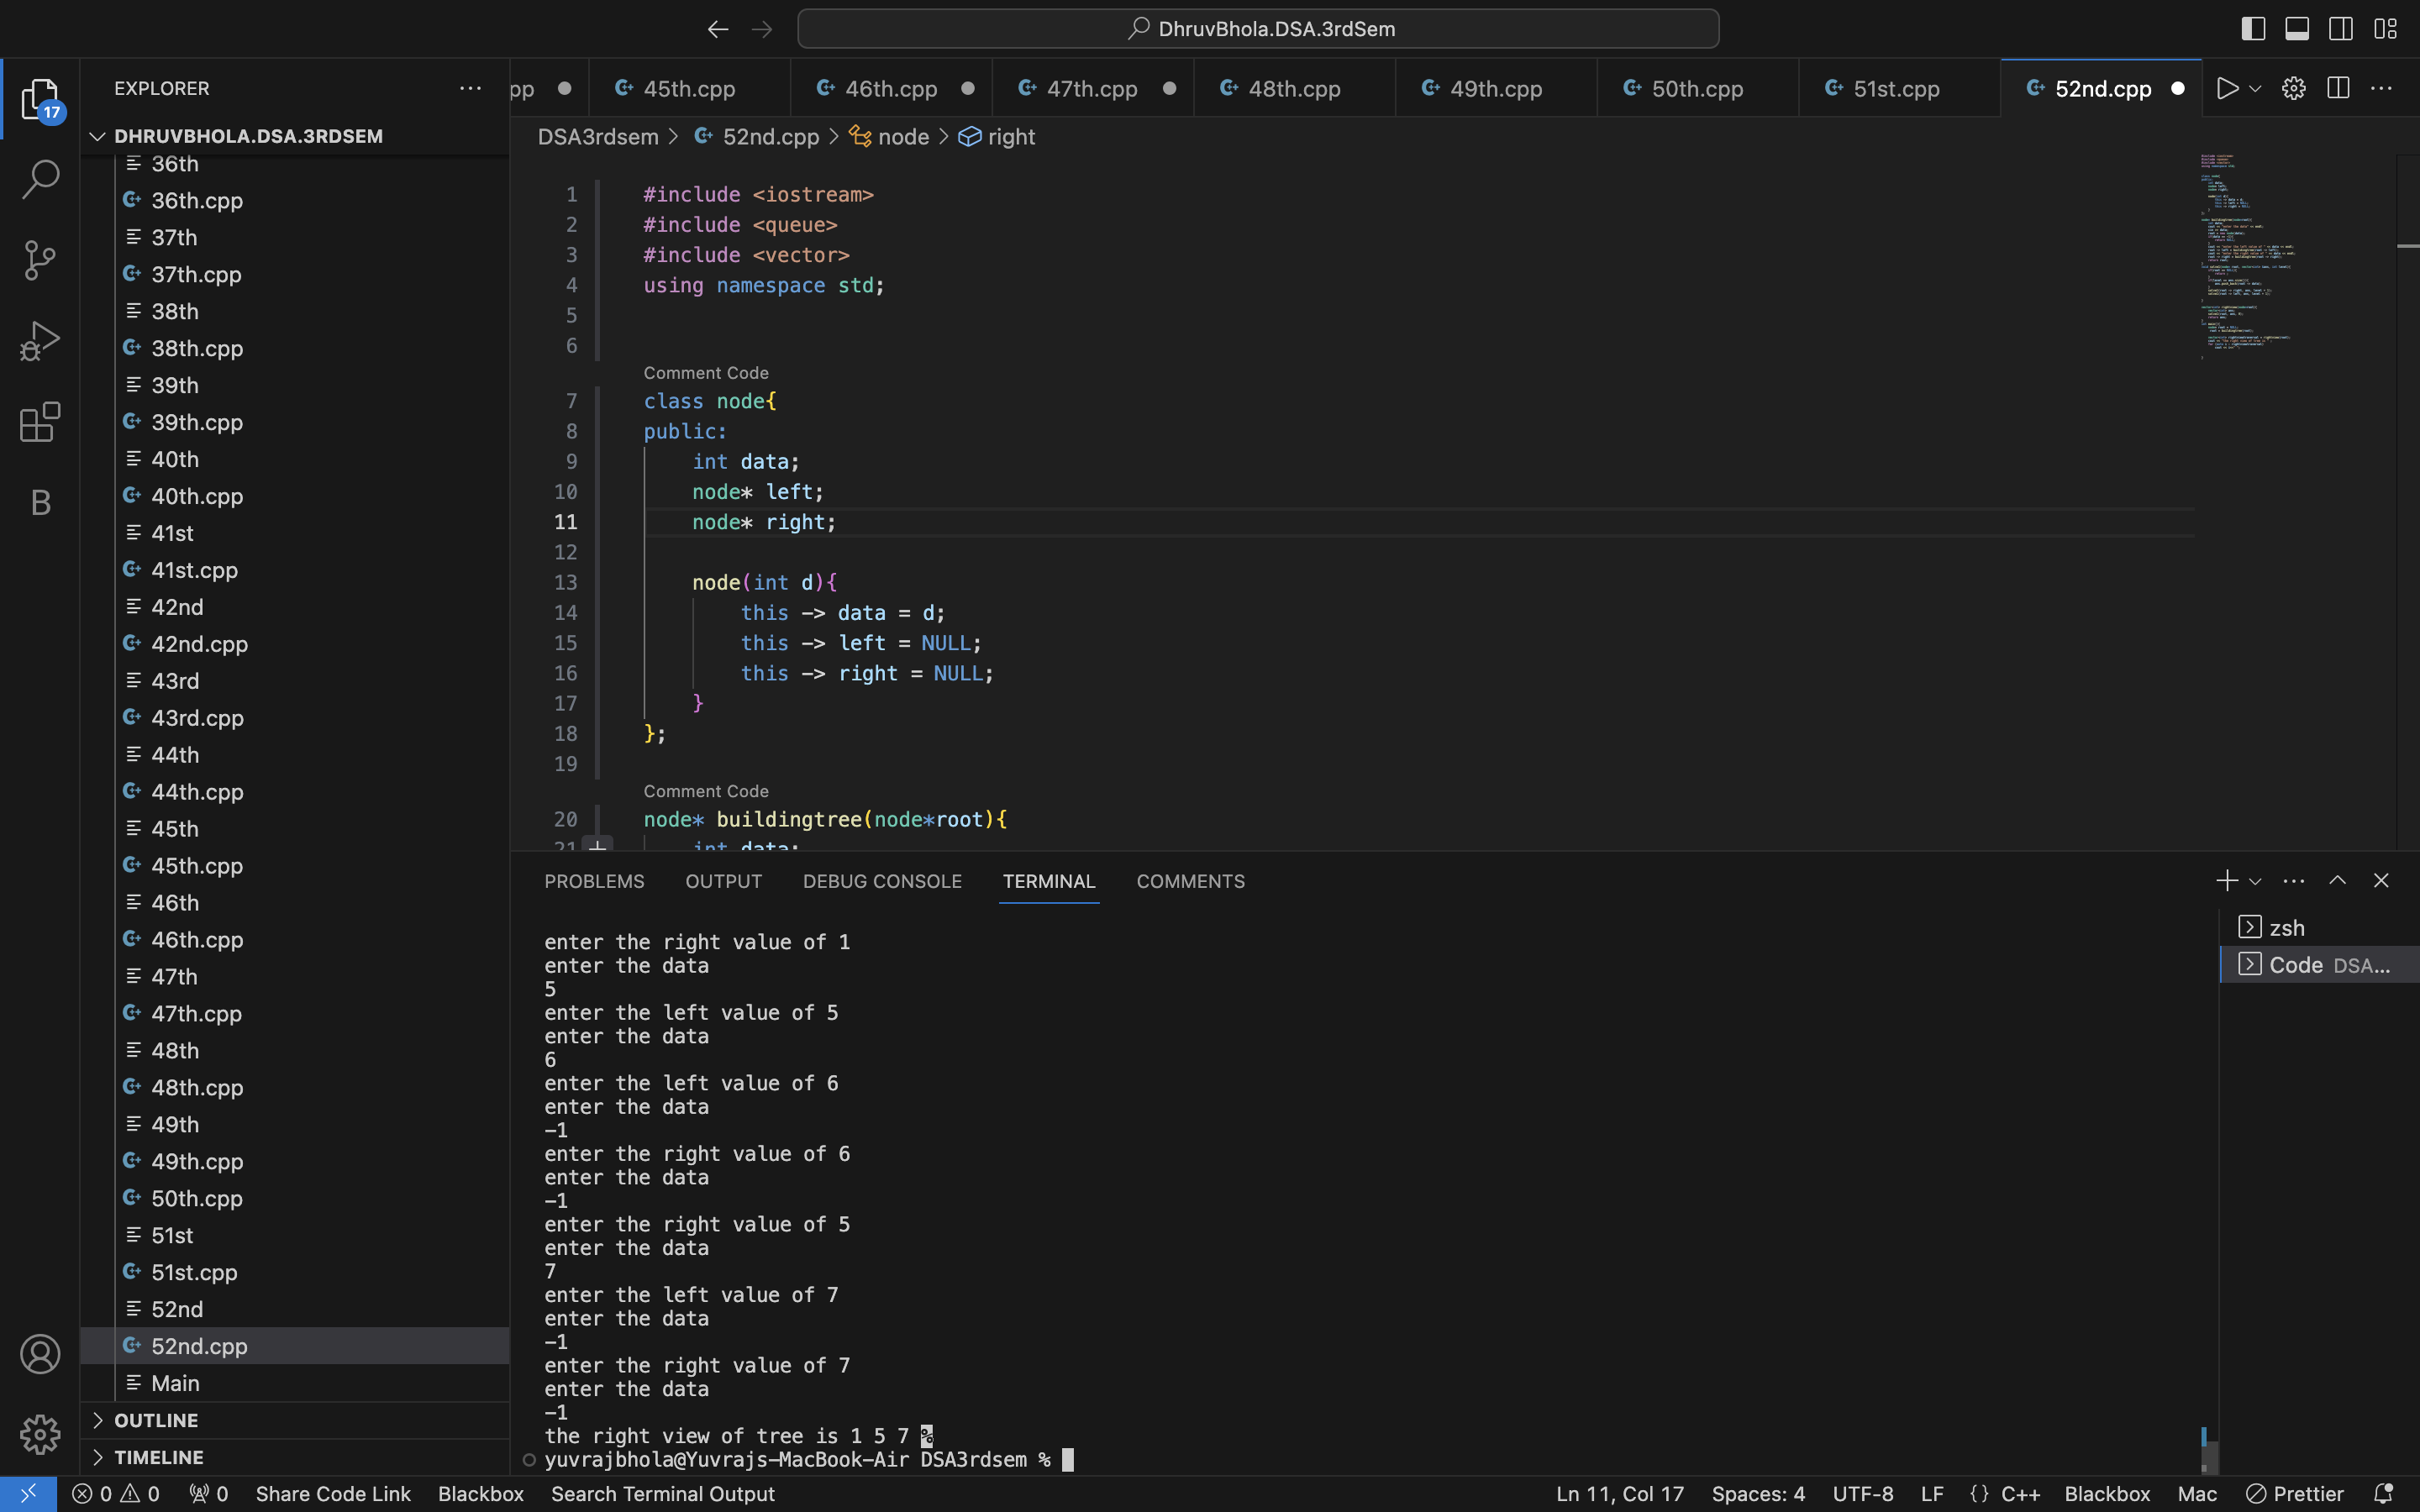 DhruvBhola.DSA.3rdSem
17
EXPLORER
DHRUVBHOLA.DSA.3RDSEM
36th
36th.cpp
37th
37th.cpp
38th
38th.cpp
39th
39th.cpp
40th
40th.cpp
41st
41st.cpp
42nd
42nd.cpp
43rd
43rd.cpp
44th
44th.cpp
45th
45th.cpp
46th
46th.cpp
47th
47th.cpp
48th
48th.cpp
49th
49th.cpp
50th.cpp
51st
51st.cpp
52nd
52nd.cpp
Main
OUTLINE
TIMELINE
B
pp 45th.cpp 46th.cpp 47th.cpp 48th.cpp 49th.cpp 50th.cpp 51st.cpp 52nd.cpp
DSA3rdsem > 52nd.cpp > node > right
1 #include <iostream>
2 #include <queue>
3 #include <vector>
4 using namespace std;
5
6
Comment Code
7 class node{
8 public:
9 int data;
10 node* left;
11 node* right;
12
13 node(int d){
14 this -> data = d;
15 this -> left = NULL;
16 this -> right = NULL;
17 }
18 };
19
Comment Code
20 node* buildingtree(node*root){
21 int data;
PROBLEMS OUTPUT DEBUG CONSOLE TERMINAL COMMENTS
zsh
Code DSA...
enter the right value of 1
enter the data
5
enter the left value of 5
enter the data
6
enter the left value of 6
enter the data
-1
enter the right value of 6
enter the data
-1
enter the right value of 5
enter the data
7
enter the left value of 7
enter the data
-1
enter the right value of 7
enter the data
-1
the right view of tree is 1 5 7 %
yuvrajbhola@Yuvrajs-MacBook-Air DSA3rdsem %
0 0 0 Share Code Link Blackbox Search Terminal Output Ln 11, Col 17 Spaces: 4 UTF-8 LF {} C++ Blackbox Mac Prettier